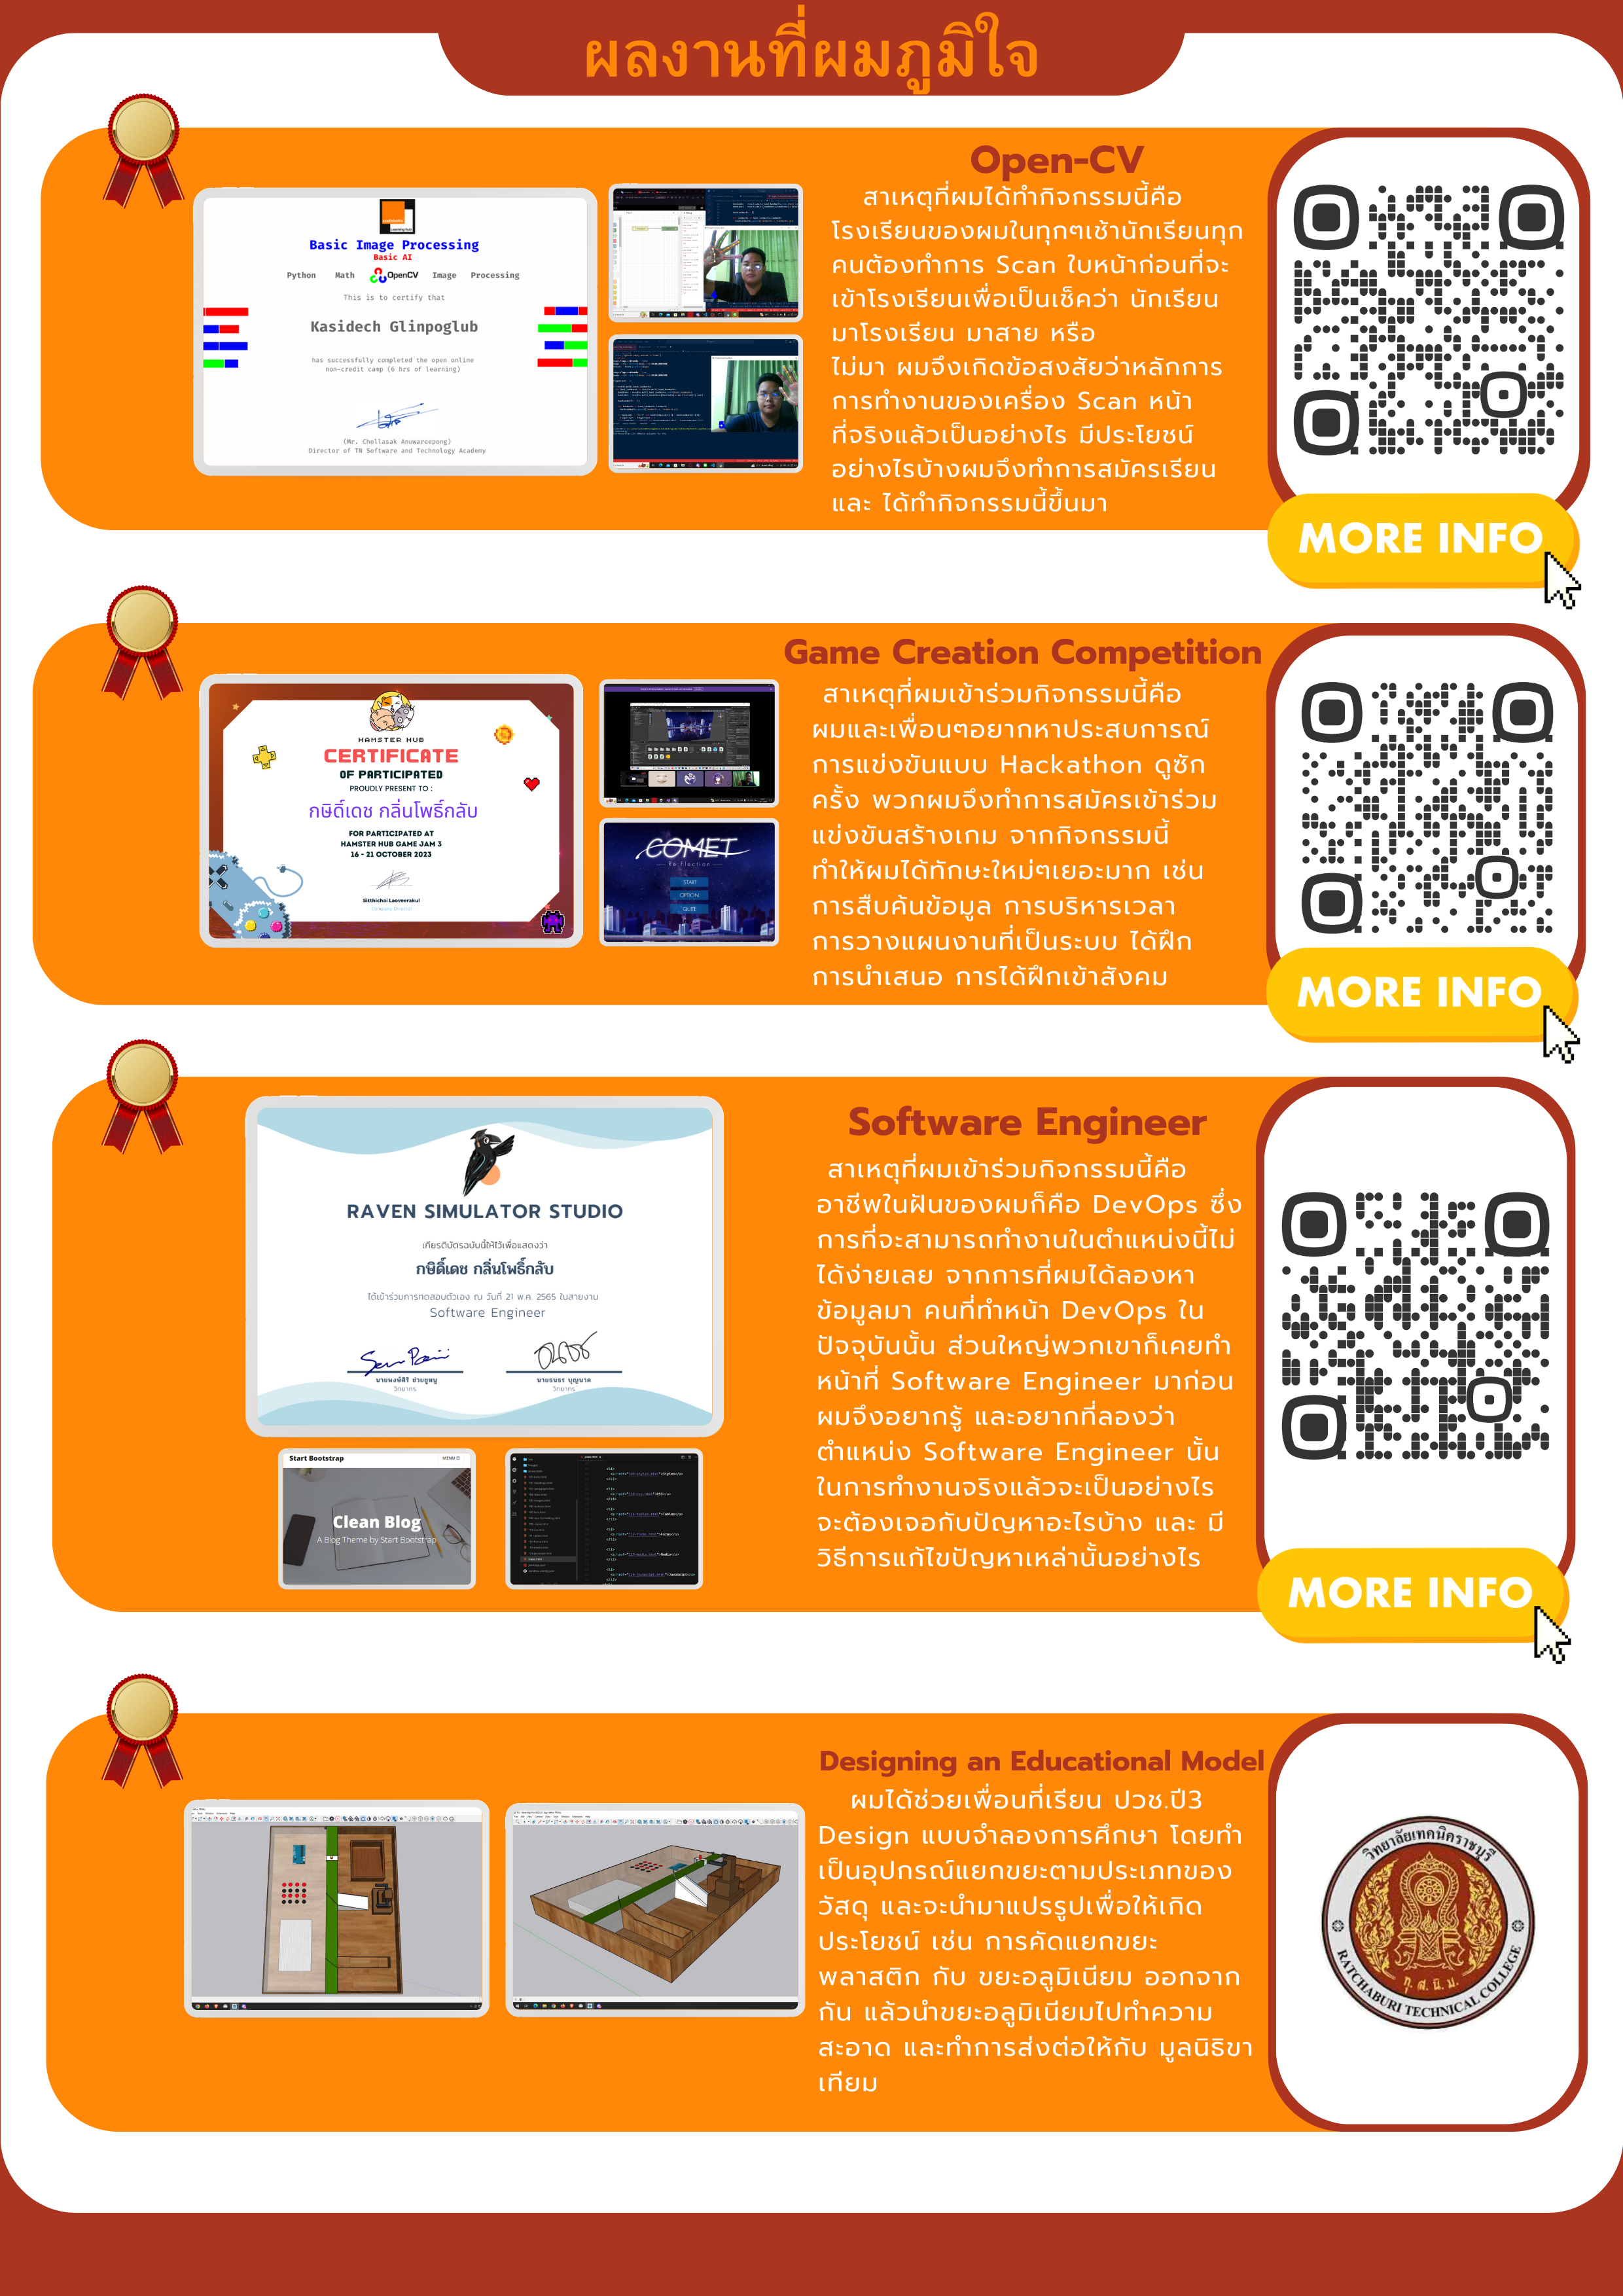 ผลงานที่ผมภูมิใจ
Basic Image Processing
Basic AI
Python Math OpenCV Image Processing
This is to certify that
Kasidech Glinpoglub
has successfully completed the open online
non-credit camp (6 hrs of learning)
(Mr. Chollasak Anuwareepong)
Director of TN Software and Technology Academy
Open-CV
สาเหตุที่ผมได้ทำกิจกรรมนี้คือ
โรงเรียนของผมในทุกๆเช้านักเรียนทุก
คนต้องทำการ Scan ใบหน้าก่อนที่จะ
เข้าโรงเรียนเพื่อเป็นเช็คว่า นักเรียน
มาโรงเรียน มาสาย หรือ
ไม่มา ผมจึงเกิดข้อสงสัยว่าหลักการ
การทำงานของเครื่อง Scan หน้า
ที่จริงแล้วเป็นอย่างไร มีประโยชน์
อย่างไรบ้างผมจึงทำการสมัครเรียน
และ ได้ทำกิจกรรมนี้ขึ้นมา
MORE INFO
HAMSTER HUB
CERTIFICATE
OF PARTICIPATED
PROUDLY PRESENT TO :
กษิดิ์เดช กลิ่นโพธิ์กลับ
FOR PARTICIPATED AT
HAMSTER HUB GAME JAM 3
16 - 21 OCTOBER 2023
Sitthichai Laeveerakul
COMET
Reflection
START
OPTION
QUITE
Game Creation Competition
สาเหตุที่ผมเข้าร่วมกิจกรรมนี้คือ
ผมและเพื่อนๆอยากหาประสบการณ์
การแข่งขันแบบ Hackathon ดูซัก
ครั้ง พวกผมจึงทำการสมัครเข้าร่วม
แข่งขันสร้างเกม จากกิจกรรมนี้
ทำให้ผมได้ทักษะใหม่ๆเยอะมาก เช่น
การสืบค้นข้อมูล การบริหารเวลา
การวางแผนงานที่เป็นระบบ ได้ฝึก
การนำเสนอ การได้ฝึกเข้าสังคม
MORE INFO
RAVEN SIMULATOR STUDIO
เกียรติบัตรฉบับนี้ให้ไว้เพื่อแสดงว่า
กษิดิ์เดช กลิ่นโพธิ์กลับ
ได้เข้าร่วมการทดสอบตัวเอง ณ วันที่ 21 พ.ค. 2565 ในสายงาน
Software Engineer
วิทยากร
นายธนธร บุญนาค
วิทยากร
Start Bootstrap
MENU
Clean Blog
A Blog Theme by Start Bootstrap
Software Engineer
สาเหตุที่ผมเข้าร่วมกิจกรรมนี้คือ
อาชีพในฝันของผมก็คือ DevOps ซึ่ง
การที่จะสามารถทำงานในตำแหน่งนี้ไม่
ได้ง่ายเลย จากการที่ผมได้ลองหา
ข้อมูลมา คนที่ทำหน้า DevOps ใน
ปัจจุบันนั้น ส่วนใหญ่พวกเขาก็เคยทำ
หน้าที่ Software Engineer มาก่อน
ผมจึงอยากรู้ และอยากที่ลองว่า
ตำแหน่ง Software Engineer นั้น
ในการทำงานจริงแล้วจะเป็นอย่างไร
จะต้องเจอกับปัญหาอะไรบ้าง และ มี
วิธีการแก้ไขปัญหาเหล่านั้นอย่างไร
MORE INFO
Designing an Educational Model
ผมได้ช่วยเพื่อนที่เรียน ปวช.ปี3
Design แบบจำลองการศึกษา โดยทำ
เป็นอุปกรณ์แยกขยะตามประเภทของ
วัสดุ และจะนำมาแปรรูปเพื่อให้เกิด
ประโยชน์ เช่น การคัดแยกขยะ
พลาสติก กับ ขยะอลูมิเนียม ออกจาก
กัน แล้วนำขยะอลูมิเนียมไปทำความ
สะอาด และทำการส่งต่อให้กับ มูลนิธิขา
เทียม
วิทยาลัยเทคนิคราชบุรี
ท. ส. นิ. ม.
RATCHABURI TECHNICAL COLLEGE